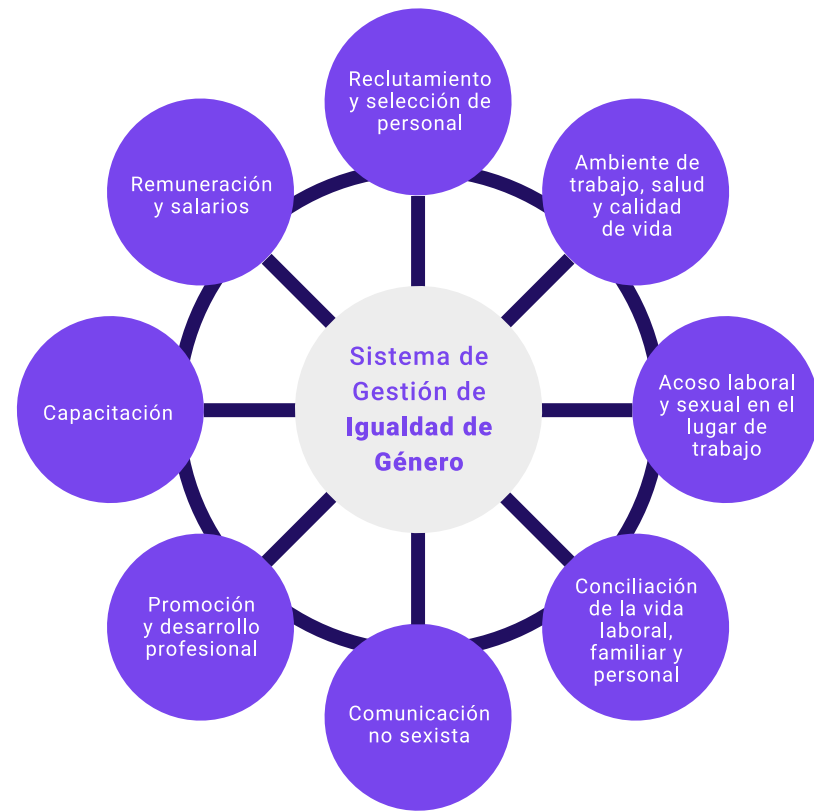 Reclutamiento
y selección de
personal
Ambiente de
trabajo, salud
y calidad
de vida
Acoso laboral
y sexual en el
lugar de
trabajo
Conciliación
de la vida
laboral,
familiar y
personal
Comunicación
no sexista
Promoción
y desarrollo
profesional
Capacitación
Remuneración
y salarios
Sistema de
Gestión de
Igualdad de
Género